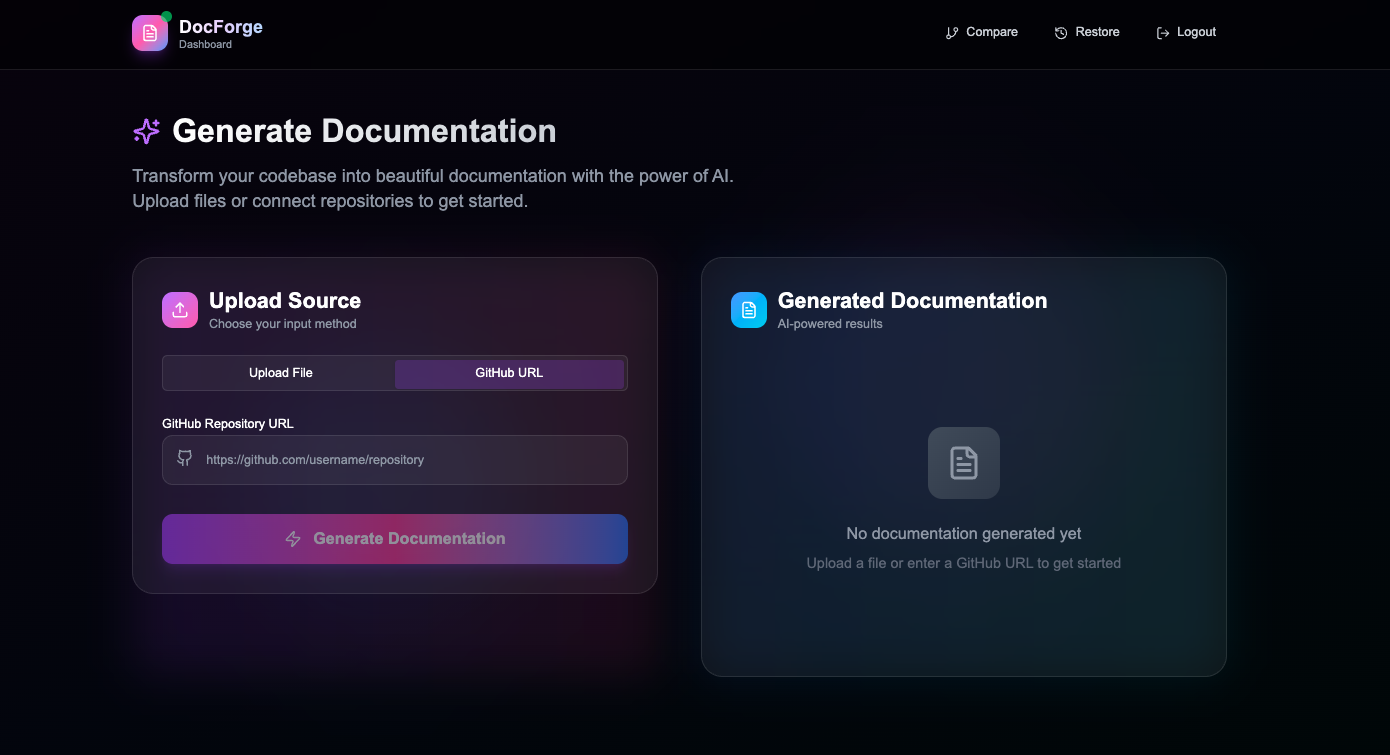 DocForge
Dashboard
Compare
Restore
Logout
Generate Documentation
Transform your codebase into beautiful documentation with the power of AI.
Upload files or connect repositories to get started.
Upload Source
Choose your input method
Upload File
GitHub URL
GitHub Repository URL
https://github.com/username/repository
Generate Documentation
Generated Documentation
AI-powered results
No documentation generated yet
Upload a file or enter a GitHub URL to get started